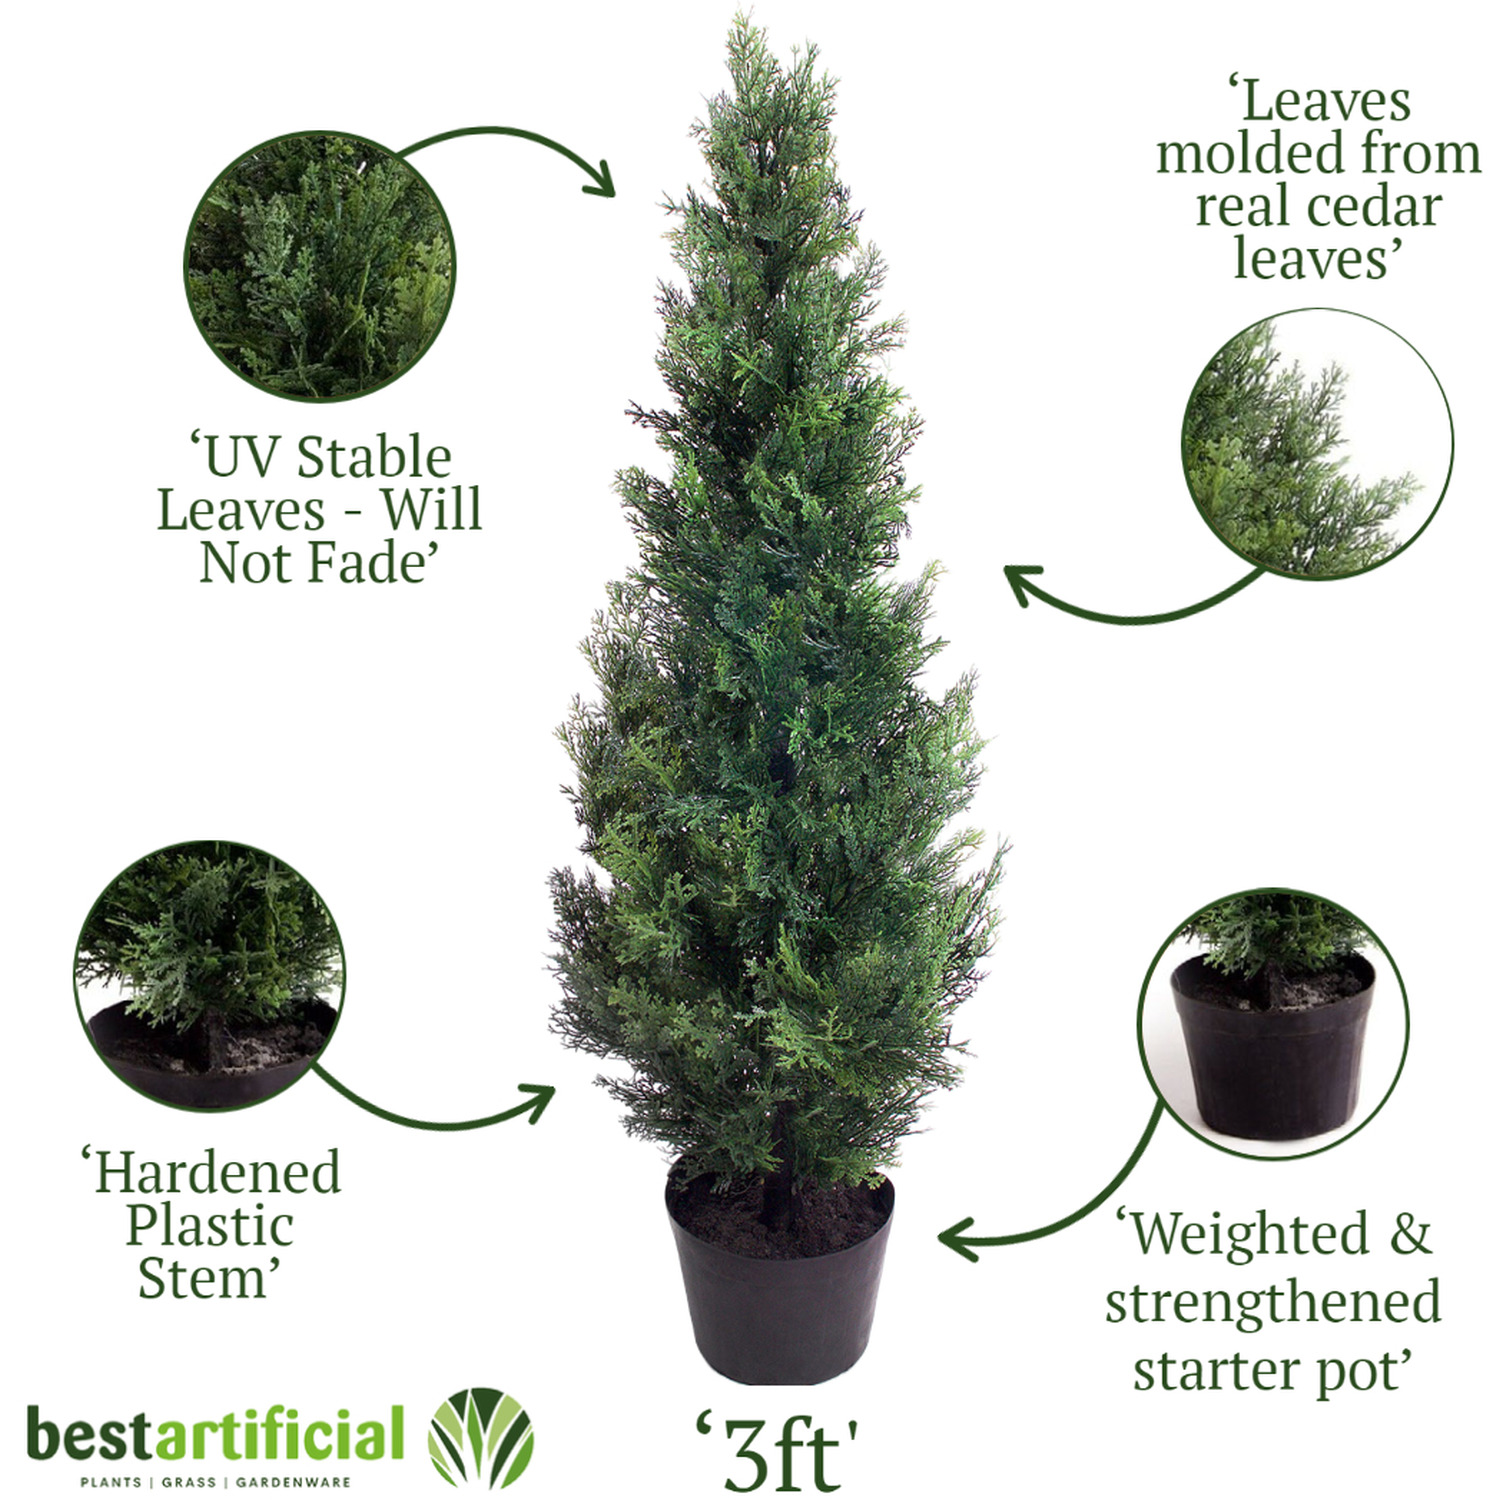 ‘Leaves
molded from
real cedar
leaves’
‘UV Stable
Leaves - Will
Not Fade’
‘Hardened
Plastic
Stem’
‘Weighted &
strengthened
starter pot’
bestartificial
PLANTS | GRASS | GARDENWARE
‘3ft'